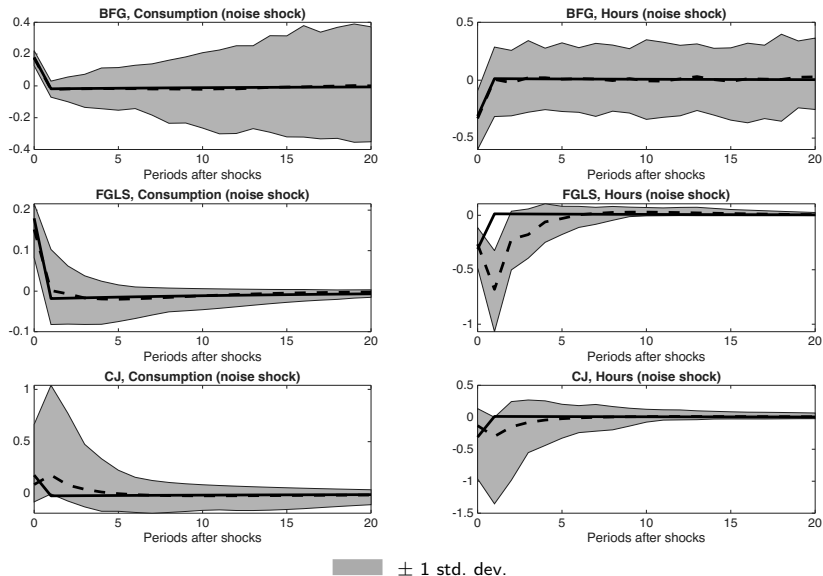 BFG, Consumption (noise shock)
0.4
0.2
0
-0.2
-0.4
0 5 10 15 20
Periods after shocks
BFG, Hours (noise shock)
0.5
0
-0.5
0 5 10 15 20
Periods after shocks
FGLS, Consumption (noise shock)
0.2
0.1
0
0.1
0 5 10 15 20
Periods after shocks
FGLS, Hours (noise shock)
0
-0.5
-1
0 5 10 15 20
Periods after shocks
CJ, Consumption (noise shock)
1
0.5
0
0 5 10 15 20
Periods after shocks
CJ, Hours (noise shock)
0.5
0
-0.5
-1
-1.5
0 5 10 15 20
Periods after shocks
± 1 std. dev.